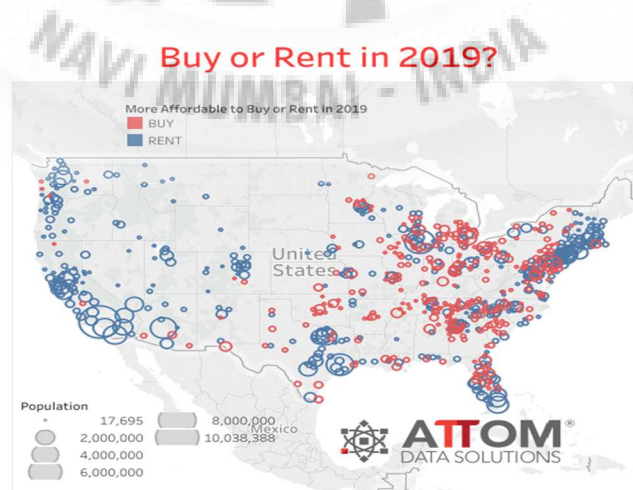 NAVI MUMBAI - INDIA
Buy or Rent in 2019?
More Affordable to Buy or Rent in 2019
BUY
RENT
United
States
Mexico
Population
17,695
2,000,000
4,000,000
6,000,000
8,000,000
10,038,388
ATTOM®
DATA SOLUTIONS